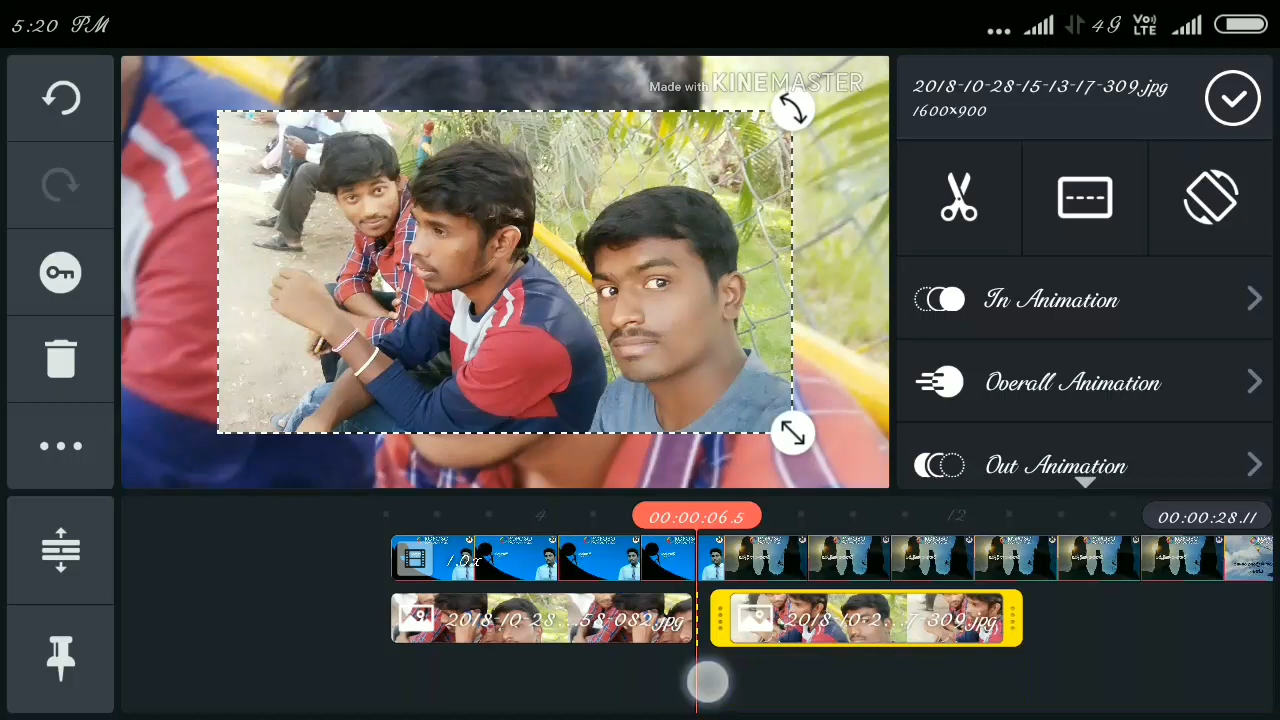 5:20 PM
4G Vo)) LTE
Made with KINEMASTER
2018-10-28-15-13-17-309.jpg
1600×900
In Animation
Overall Animation
Out Animation
4
00:00:06.5
12
00:00:28.11
1.0x
2018-10-28...58-082.jpg
2018-10-2...7-309.jpg